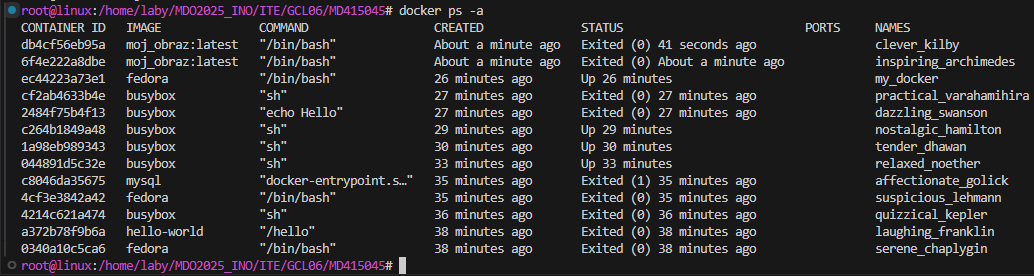 root@linux:/home/laby/MDO2025_INO/ITE/GCL06/MD415045# docker ps -a
CONTAINER ID   IMAGE             COMMAND                  CREATED              STATUS                          PORTS     NAMES
db4cf56eb95a   moj_obraz:latest   "/bin/bash"              About a minute ago   Exited (0) 41 seconds ago                 clever_kilby
6f4e222a8dbe   moj_obraz:latest   "/bin/bash"              About a minute ago   Exited (0) About a minute ago             inspiring_archimedes
ec44223a73e1   fedora             "/bin/bash"              26 minutes ago       Up 26 minutes                             my_docker
cf2ab4633b4e   busybox            "sh"                     27 minutes ago       Exited (0) 27 minutes ago                 practical_varahamihira
2484f75b4f13   busybox            "echo Hello"             27 minutes ago       Exited (0) 27 minutes ago                 dazzling_swanson
c264b1849a48   busybox            "sh"                     29 minutes ago       Up 29 minutes                             nostalgic_hamilton
1a98eb989343   busybox            "sh"                     30 minutes ago       Up 30 minutes                             tender_dhawan
044891d5c32e   busybox            "sh"                     33 minutes ago       Up 33 minutes                             relaxed_noether
c8046da35675   mysql              "docker-entrypoint.s…"   35 minutes ago       Exited (1) 35 minutes ago                 affectionate_golick
4cf3e3842a42   fedora             "/bin/bash"              35 minutes ago       Exited (0) 35 minutes ago                 suspicious_lehmann
4214c621a474   busybox            "sh"                     36 minutes ago       Exited (0) 36 minutes ago                 quizzical_kepler
a372b78f9b6a   hello-world        "/hello"                 38 minutes ago       Exited (0) 38 minutes ago                 laughing_franklin
0340a10c5ca6   fedora             "/bin/bash"              38 minutes ago       Exited (0) 38 minutes ago                 serene_chaplygin
root@linux:/home/laby/MDO2025_INO/ITE/GCL06/MD415045#